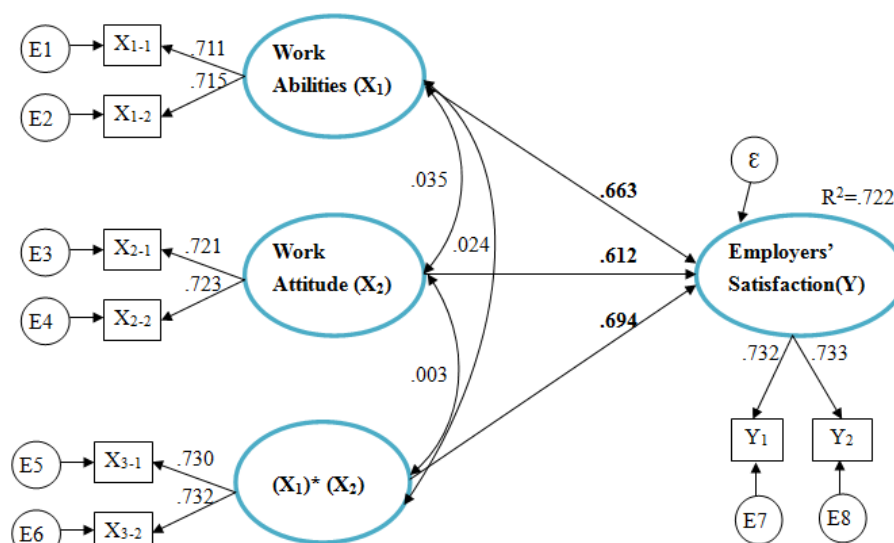 E1
X1-1
.711
Work
Abilities (X1)
E2
X1-2
.715
ε
.035
.663
R²=.722
E3
X2-1
.721
Work
Attitude (X2)
.024
.612
Employers’
Satisfaction(Y)
E4
X2-2
.723
.694
.003
.732
.733
E5
X3-1
.730
(X1)* (X2)
Y1
Y2
E6
X3-2
.732
E7
E8